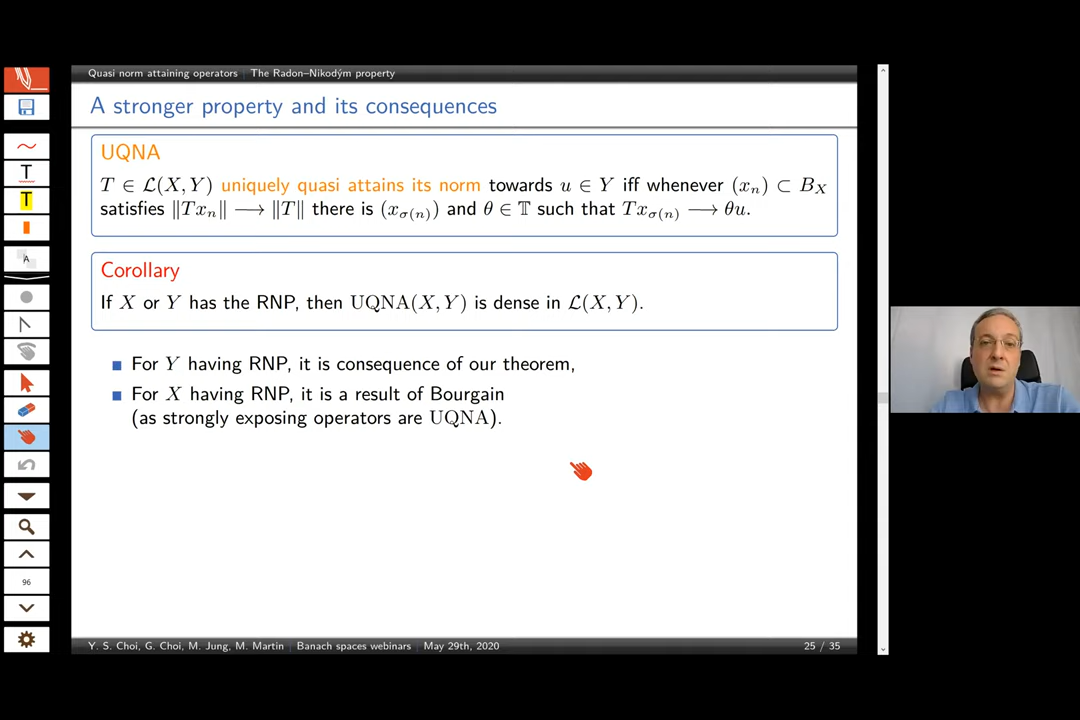 Quasi norm attaining operators | The Radon–Nikodým property
A stronger property and its consequences
UQNA
T ∈ ℒ(X, Y) uniquely quasi attains its norm towards u ∈ Y iff whenever (xₙ) ⊂ B_X
satisfies ‖Txₙ‖ ⟶ ‖T‖ there is (x_{σ(n)}) and θ ∈ 𝕋 such that Tx_{σ(n)} ⟶ θu.
Corollary
If X or Y has the RNP, then UQNA(X, Y) is dense in ℒ(X, Y).
For Y having RNP, it is consequence of our theorem,
For X having RNP, it is a result of Bourgain
(as strongly exposing operators are UQNA).
T
T
A
96
Y. S. Choi, G. Choi, M. Jung, M. Martin | Banach spaces webinars | May 29th, 2020 25 / 35